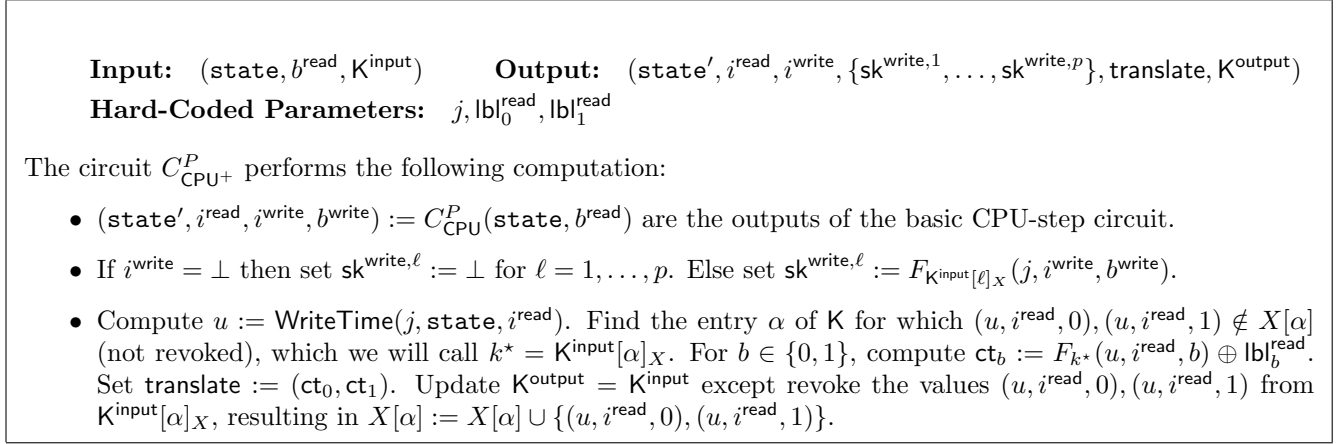 Input: (state, b^read, K^input) Output: (state′, i^read, i^write, {sk^write,1, . . . , sk^write,p}, translate, K^output)
Hard-Coded Parameters: j, lbl_0^read, lbl_1^read
The circuit C_CPU+^P performs the following computation:
• (state′, i^read, i^write, b^write) := C_CPU^P(state, b^read) are the outputs of the basic CPU-step circuit.
• If i^write = ⊥ then set sk^write,ℓ := ⊥ for ℓ = 1, . . . , p. Else set sk^write,ℓ := F_K^input[ℓ]_X(j, i^write, b^write).
• Compute u := WriteTime(j, state, i^read). Find the entry α of K for which (u, i^read, 0), (u, i^read, 1) ∉ X[α]
(not revoked), which we will call k^⋆ = K^input[α]_X. For b ∈ {0, 1}, compute ct_b := F_k^⋆(u, i^read, b) ⊕ lbl_b^read.
Set translate := (ct_0, ct_1). Update K^output = K^input except revoke the values (u, i^read, 0), (u, i^read, 1) from
K^input[α]_X, resulting in X[α] := X[α] ∪ {(u, i^read, 0), (u, i^read, 1)}.